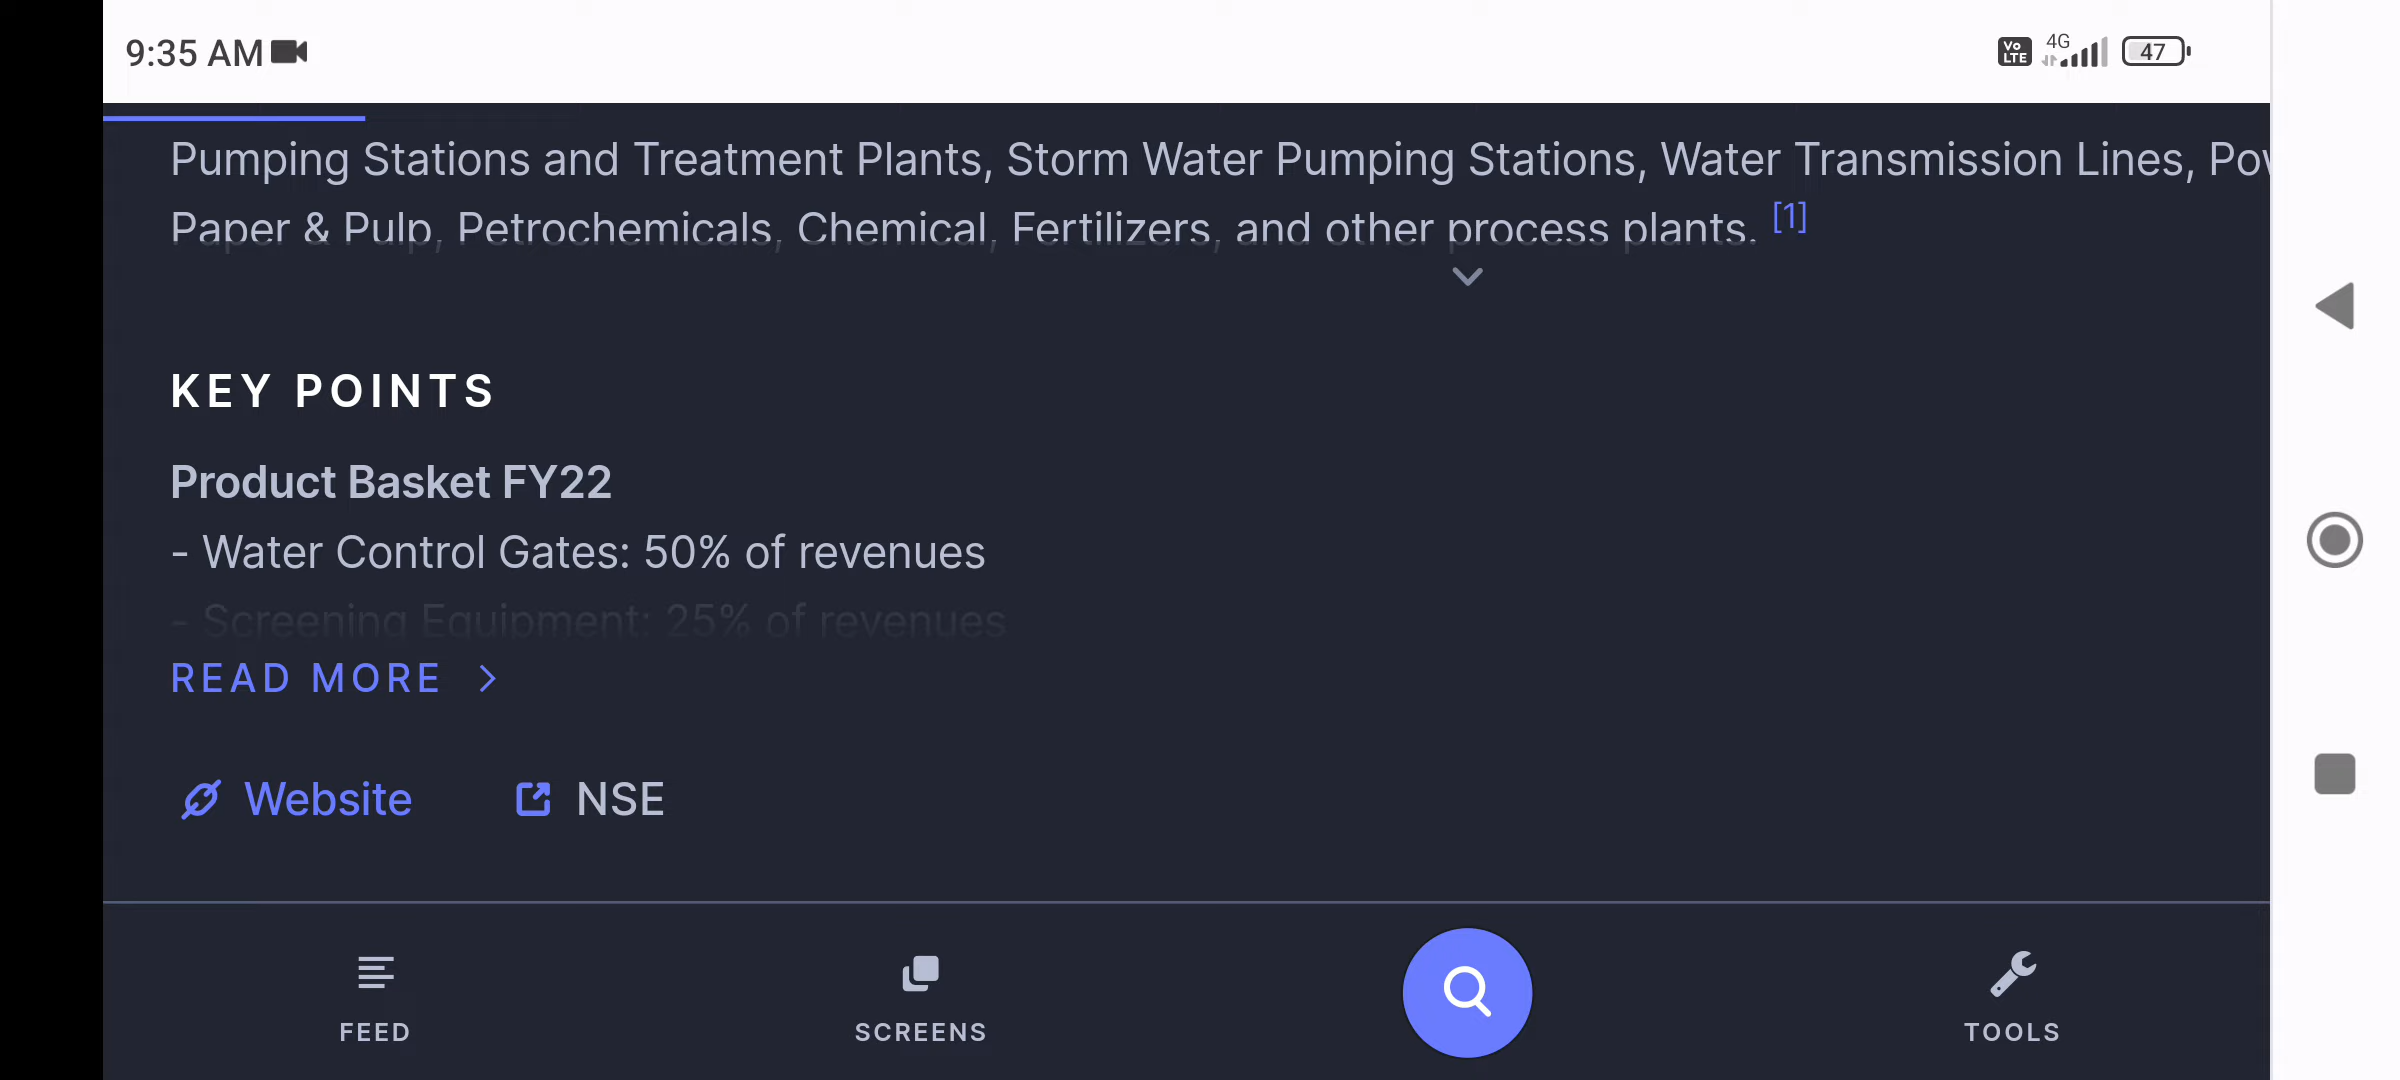 9:35 AM
Vo LTE 4G 47
Pumping Stations and Treatment Plants, Storm Water Pumping Stations, Water Transmission Lines,
Paper & Pulp, Petrochemicals, Chemical, Fertilizers, and other process plants. [1]
KEY POINTS
Product Basket FY22
- Water Control Gates: 50% of revenues
- Screening Equipment: 25% of revenues
READ MORE
Website NSE
FEED SCREENS TOOLS